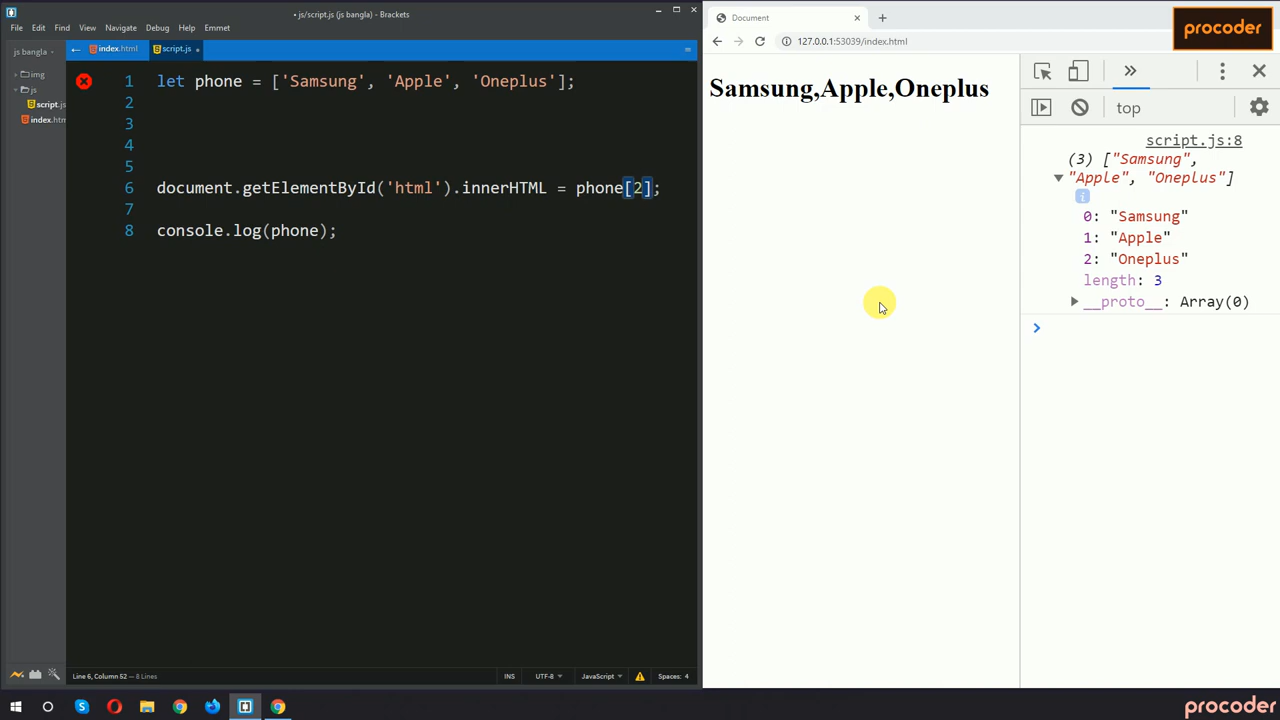 • js/script.js (js bangla) - Brackets
File Edit Find View Navigate Debug Help Emmet
js bangla
img
js
script.js
index.htm
index.html
script.js •
1 let phone = ['Samsung', 'Apple', 'Oneplus'];
2
3
4
5
6 document.getElementById('html').innerHTML = phone[2];
7
8 console.log(phone);
Line 6, Column 52 — 8 Lines
INS UTF-8 JavaScript Spaces: 4
Document
127.0.0.1:53039/index.html
procoder
Samsung,Apple,Oneplus
top
script.js:8
(3) ["Samsung",
"Apple", "Oneplus"]
i
0: "Samsung"
1: "Apple"
2: "Oneplus"
length: 3
__proto__: Array(0)
procoder